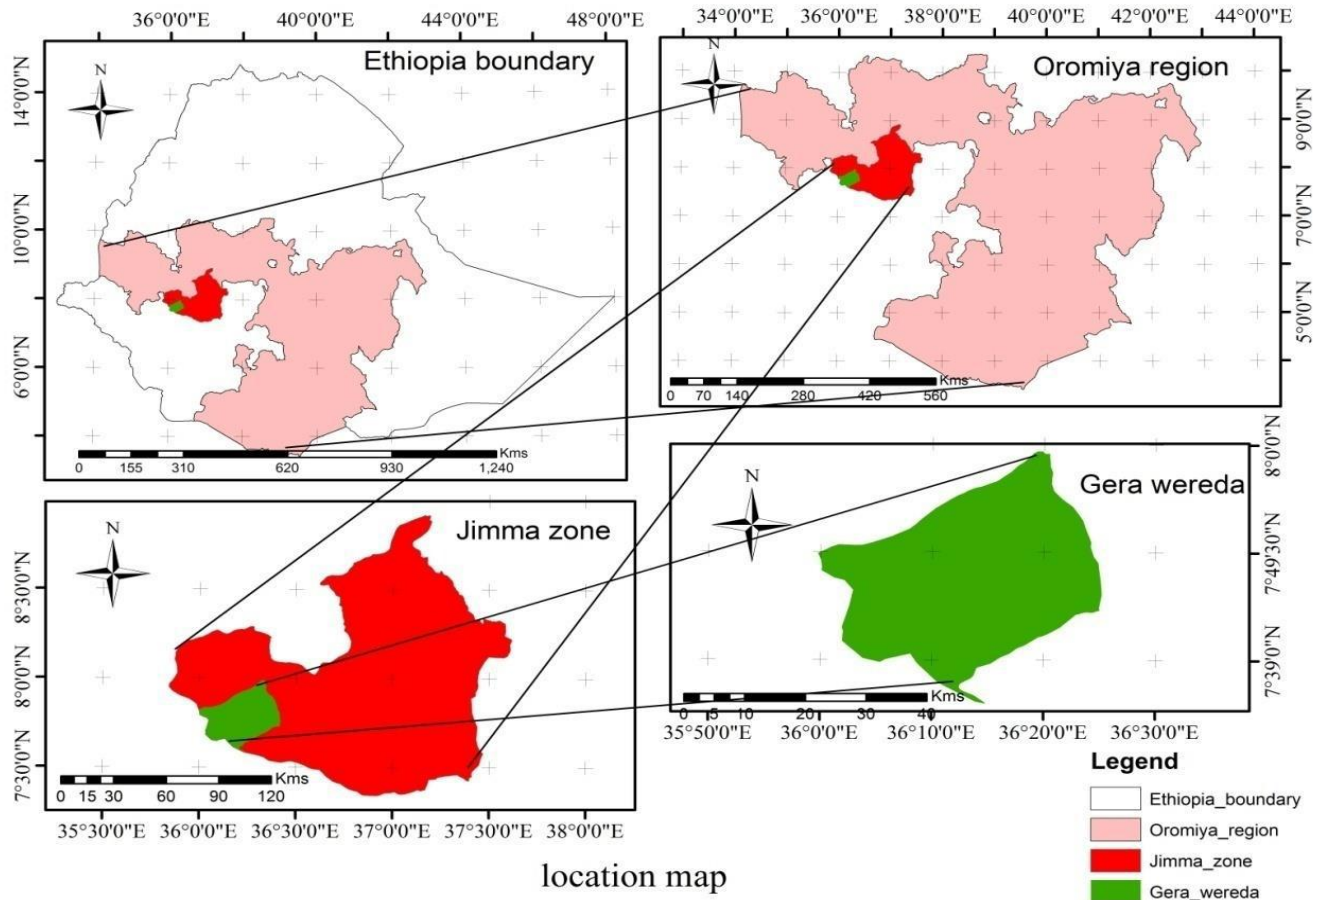 36°0'0"E 40°0'0"E 44°0'0"E 48°0'0"E
Ethiopia boundary
N
14°0'0"N
10°0'0"N
6°0'0"N
Kms
0 155 310 620 930 1,240
34°0'0"E 36°0'0"E 38°0'0"E 40°0'0"E 42°0'0"E 44°0'0"E
Oromiya region
N
9°0'0"N
7°0'0"N
5°0'0"N
Kms
0 70 140 280 420 560
Jimma zone
N
8°30'0"N
8°0'0"N
7°30'0"N
Kms
0 15 30 60 90 120
35°30'0"E 36°0'0"E 36°30'0"E 37°0'0"E 37°30'0"E 38°0'0"E
Gera wereda
N
8°0'0"N
7°49'30"N
7°39'0"N
Kms
0 5 10 20 30 40
35°50'0"E 36°0'0"E 36°10'0"E 36°20'0"E 36°30'0"E
Legend
Ethiopia_boundary
Oromiya_region
Jimma_zone
Gera_wereda
location map